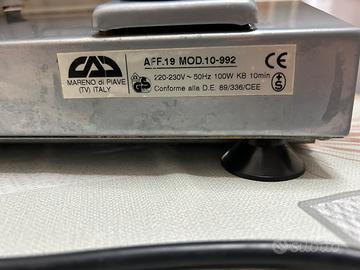 CAD
MARENO di PIAVE
(TV) ITALY
AFF.19 MOD.10-992
CE
220-230V~ 50Hz 100W KB 10min
GS
Conforme alla D.E. 89/336/CEE
S
subito